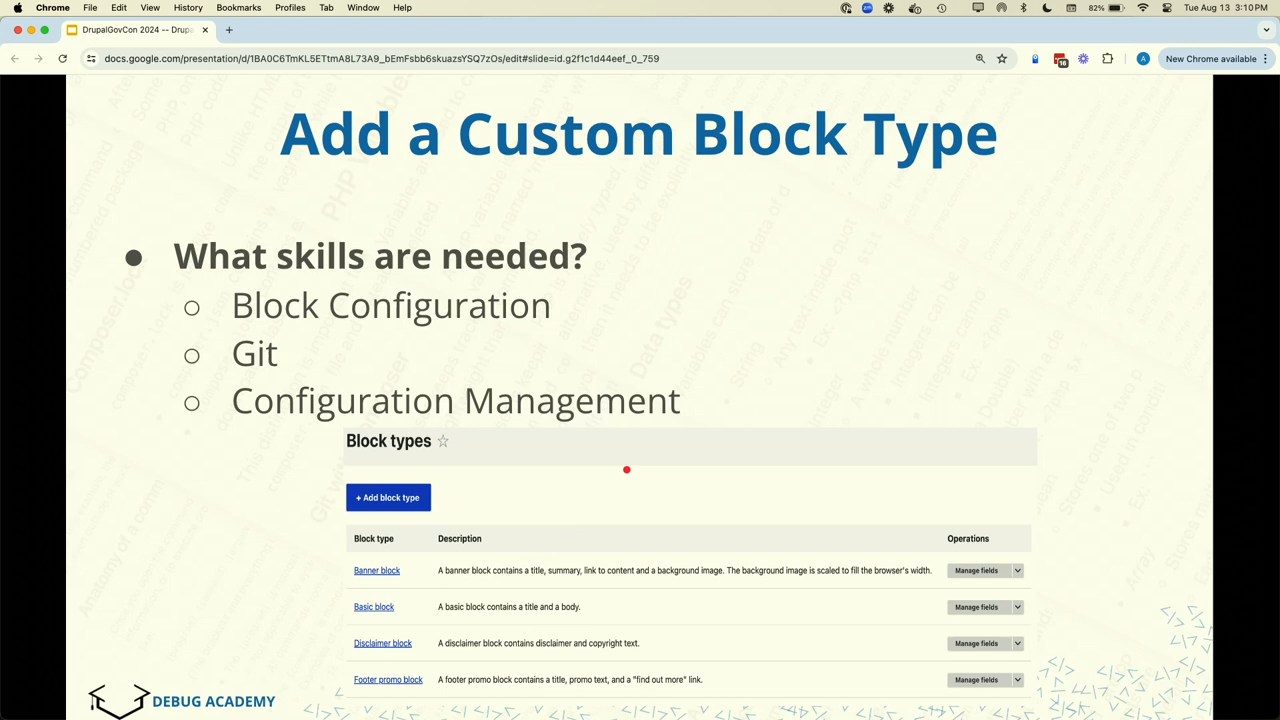 Chrome File Edit View History Bookmarks Profiles Tab Window Help 82% Tue Aug 13 3:10 PM
DrupalGovCon 2024 -- Drup
docs.google.com/presentation/d/1BA0C6TmKL5ETtmA8L73A9_bEmFsbb6skuazsYSQ7zOs/edit#slide=id.g2f1c1d44eef_0_759
16
A
New Chrome available
Add a Custom Block Type
● What skills are needed?
○ Block Configuration
○ Git
○ Configuration Management
Block types
+ Add block type
Block type Description Operations
Banner block A banner block contains a title, summary, link to content and a background image. The background image is scaled to fill the browser's width. Manage fields
Basic block A basic block contains a title and a body. Manage fields
Disclaimer block A disclaimer block contains disclaimer and copyright text. Manage fields
Footer promo block A footer promo block contains a title, promo text, and a "find out more" link. Manage fields
DEBUG ACADEMY